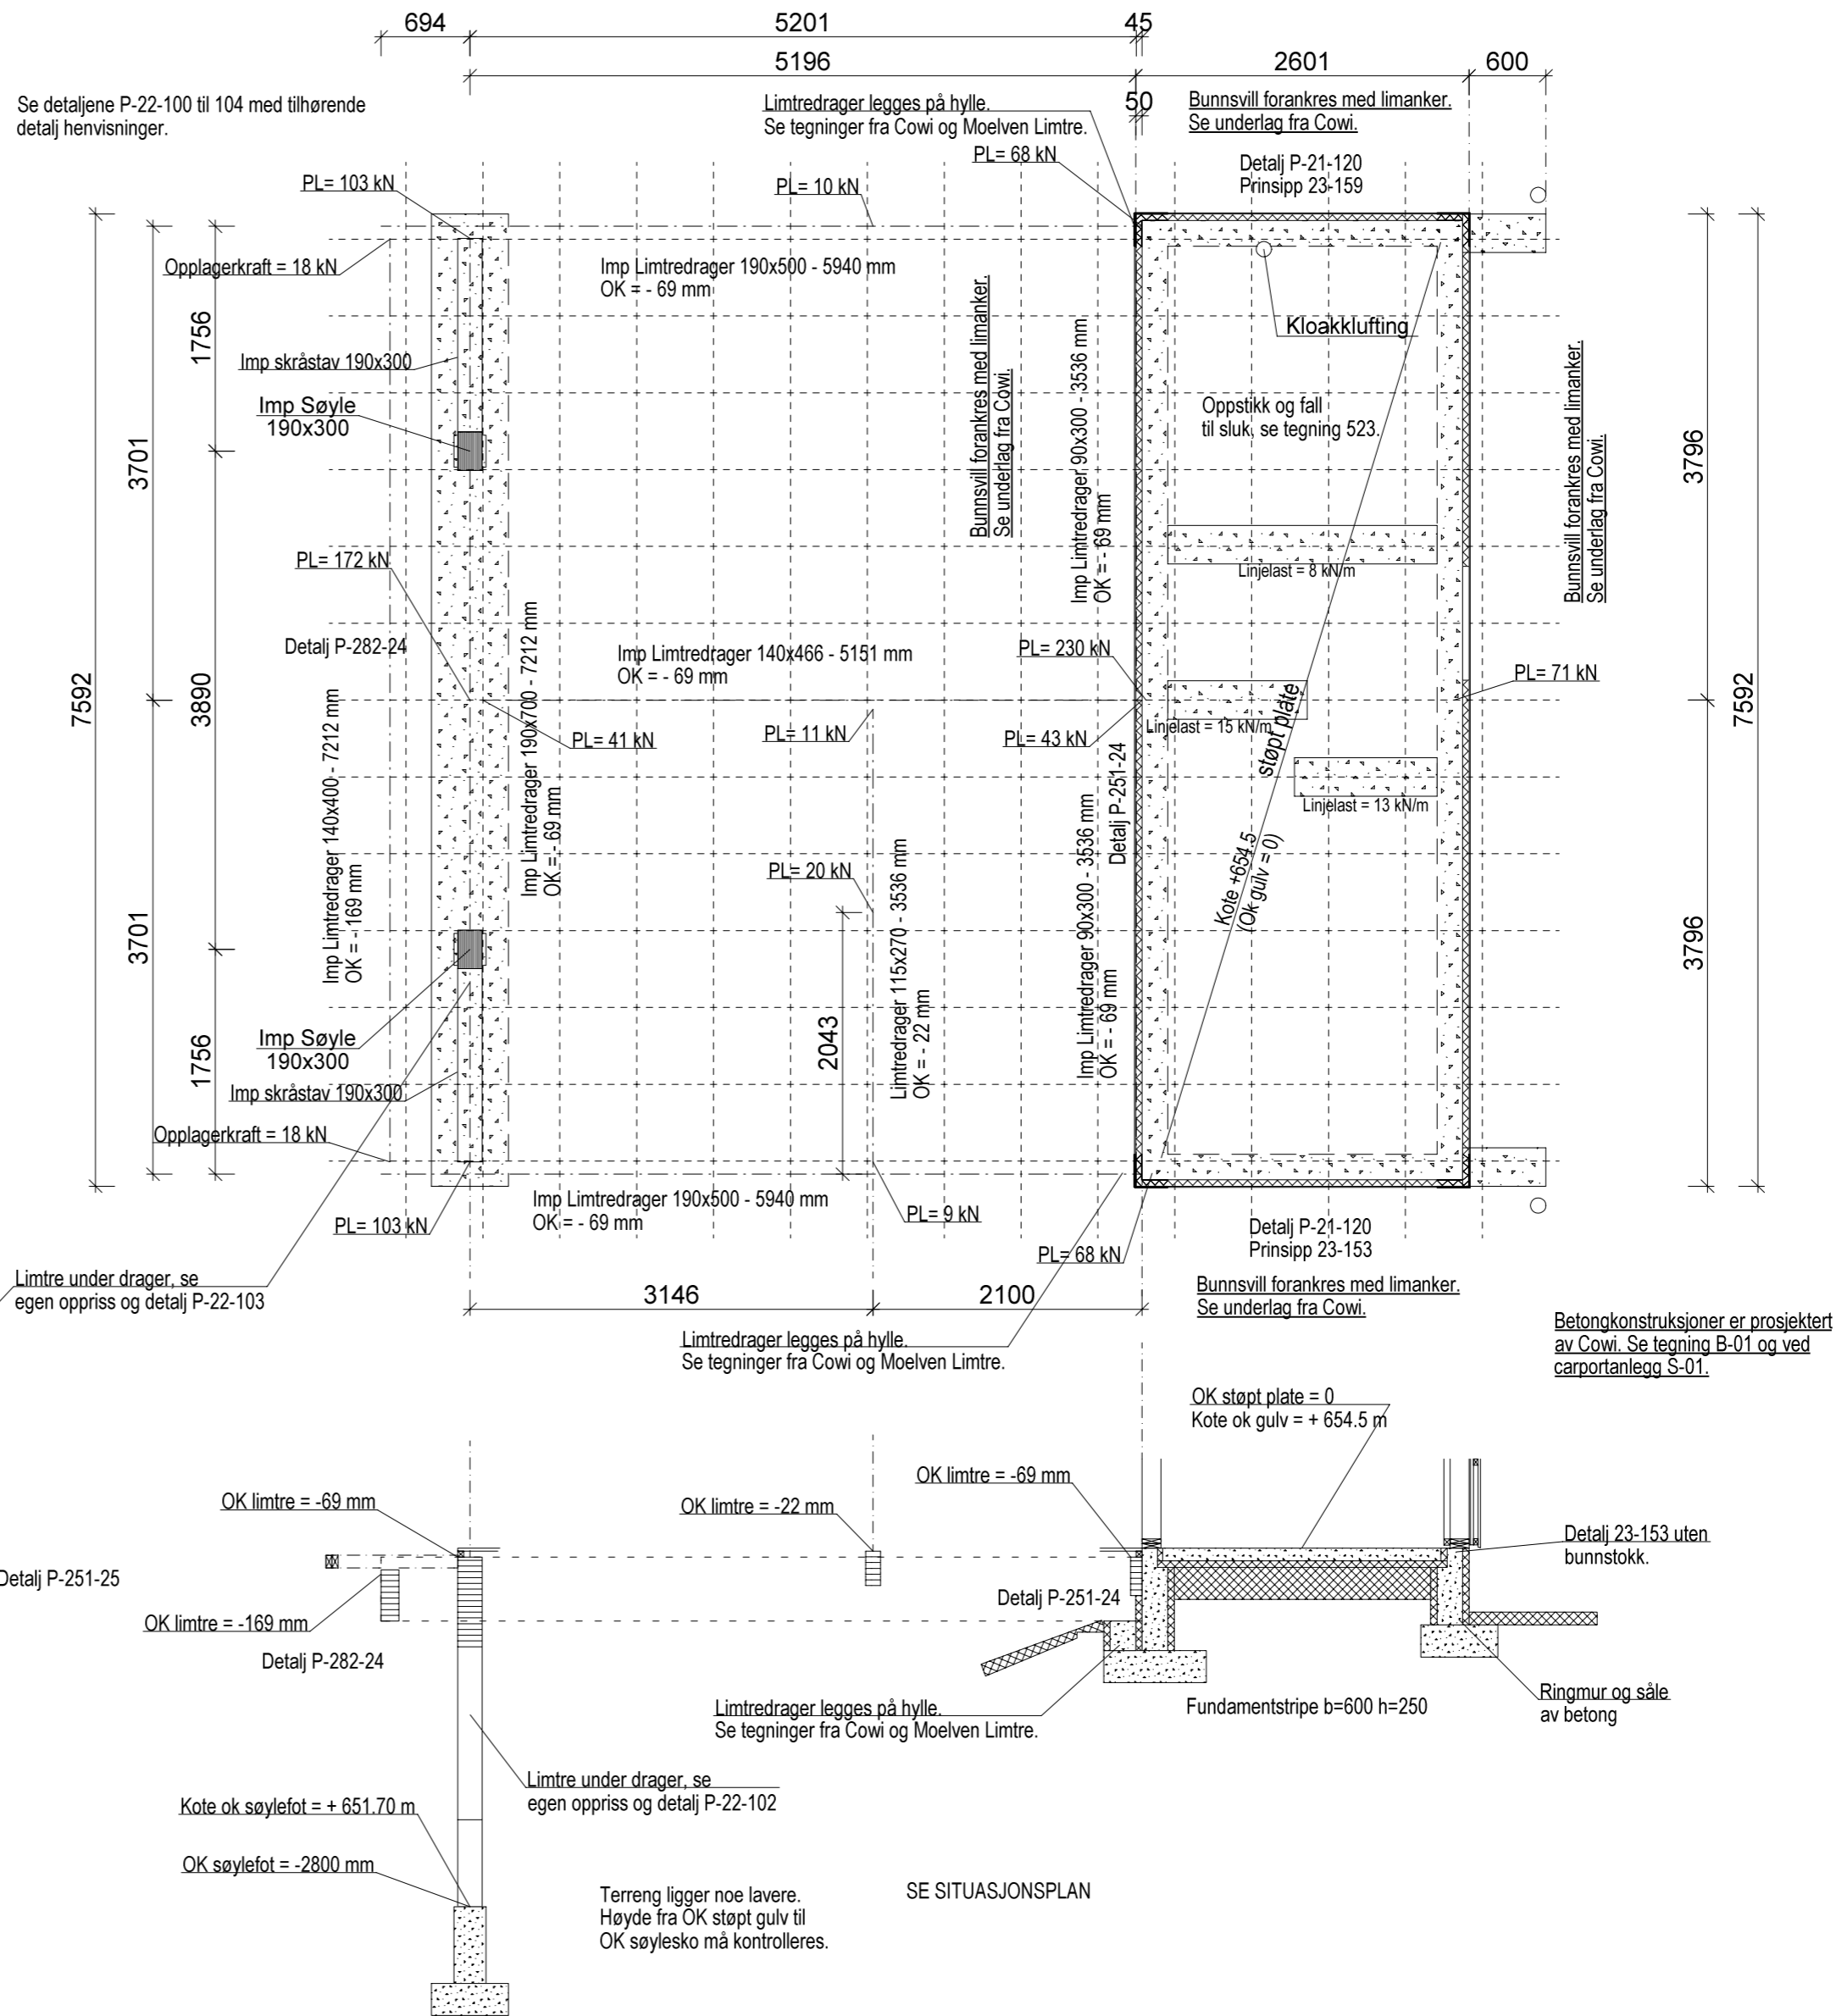 694
5201
45
5196
2601
600
50
Se detaljene P-22-100 til 104 med tilhørende
detalj henvisninger.
Limtredrager legges på hylle.
Se tegninger fra Cowi og Moelven Limtre.
Bunnsvill forankres med limanker.
Se underlag fra Cowi.
PL= 68 kN
Detalj P-21-120
Prinsipp 23-159
PL= 103 kN
PL= 10 kN
Opplagerkraft = 18 kN
Imp Limtredrager 190x500 - 5940 mm
OK = - 69 mm
Kloakklufting
1756
Imp skråstav 190x300
Imp Søyle
190x300
Bunnsvill forankres med limanker.
Se underlag fra Cowi.
Imp Limtredrager 90x300 - 3536 mm
OK = - 69 mm
Oppstikk og fall
til sluk, se tegning 523.
Bunnsvill forankres med limanker.
Se underlag fra Cowi.
3701
3796
PL= 172 kN
Linjelast = 8 kN/m
Detalj P-282-24
Imp Limtredrager 140x466 - 5151 mm
OK = - 69 mm
PL= 230 kN
PL= 71 kN
7592
3890
7592
Imp Limtredrager 140x400 - 7212 mm
OK = -169 mm
Imp Limtredrager 190x700 - 7212 mm
OK = - 69 mm
PL= 41 kN
PL= 11 kN
PL= 43 kN
Linjelast = 15 kN/m
støpt plate
Detalj P-251-24
Linjelast = 13 kN/m
Kote +654.5
(Ok gulv = 0)
PL= 20 kN
3701
3796
Imp Søyle
190x300
1756
Imp skråstav 190x300
2043
Limtredrager 115x270 - 3536 mm
OK = - 22 mm
Imp Limtredrager 90x300 - 3536 mm
OK = - 69 mm
Opplagerkraft = 18 kN
Imp Limtredrager 190x500 - 5940 mm
OK = - 69 mm
PL= 103 kN
PL= 9 kN
PL= 68 kN
Detalj P-21-120
Prinsipp 23-153
Limtre under drager, se
egen oppriss og detalj P-22-103
3146
2100
Bunnsvill forankres med limanker.
Se underlag fra Cowi.
Limtredrager legges på hylle.
Se tegninger fra Cowi og Moelven Limtre.
Betongkonstruksjoner er prosjektert
av Cowi. Se tegning B-01 og ved
carportanlegg S-01.
OK støpt plate = 0
Kote ok gulv = + 654.5 m
OK limtre = -69 mm
OK limtre = -22 mm
OK limtre = -69 mm
Detalj 23-153 uten
bunnstokk.
Detalj P-251-25
Detalj P-251-24
OK limtre = -169 mm
Detalj P-282-24
Limtredrager legges på hylle.
Se tegninger fra Cowi og Moelven Limtre.
Fundamentstripe b=600 h=250
Ringmur og såle
av betong
Limtre under drager, se
egen oppriss og detalj P-22-102
Kote ok søylefot = + 651.70 m
OK søylefot = -2800 mm
Terreng ligger noe lavere.
Høyde fra OK støpt gulv til
OK søylesko må kontrolleres.
SE SITUASJONSPLAN